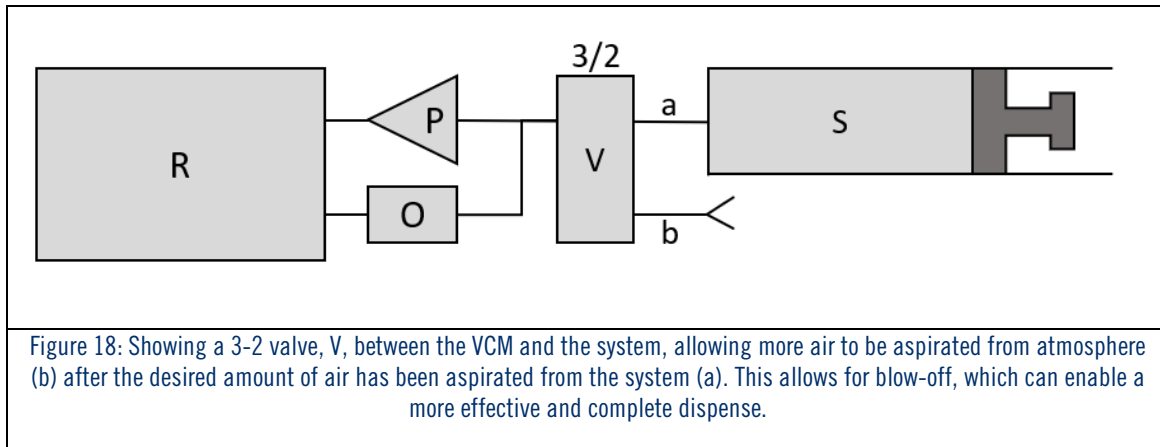 3/2
R
P
O
V
a
b
S
Figure 18: Showing a 3-2 valve, V, between the VCM and the system, allowing more air to be aspirated from atmosphere
(b) after the desired amount of air has been aspirated from the system (a). This allows for blow-off, which can enable a
more effective and complete dispense.